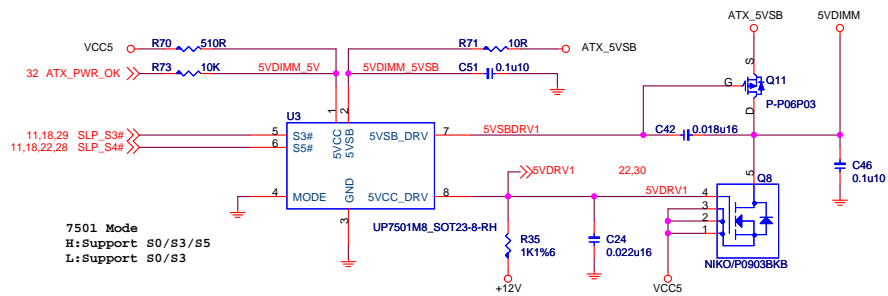 ATX_5VSB 5VDIMM
VCC5 R70 510R R71 10R ATX_5VSB
32 ATX_PWR_OK R73 10K 5VDIMM_5V 5VDIMM_5VSB C51 0.1u10
S
G Q11
D P-P06P03
U3 1 2
11,18,29 SLP_S3# 5 S3# 5VCC 5VSB 5VSB_DRV 7 5VSBDRV1 C42 0.018u16
11,18,22,28 SLP_S4# 6 S5#
C46
0.1u10
5VDRV1 22,30 5 Q8
4 MODE GND 5VCC_DRV 8 5VDRV1 4
3
2
1
3 UP7501M8_SOT23-8-RH
7501 Mode
H:Support S0/S3/S5
L:Support S0/S3
R35
1K1%6
C24
0.022u16
NIKO/P0903BKB
+12V VCC5